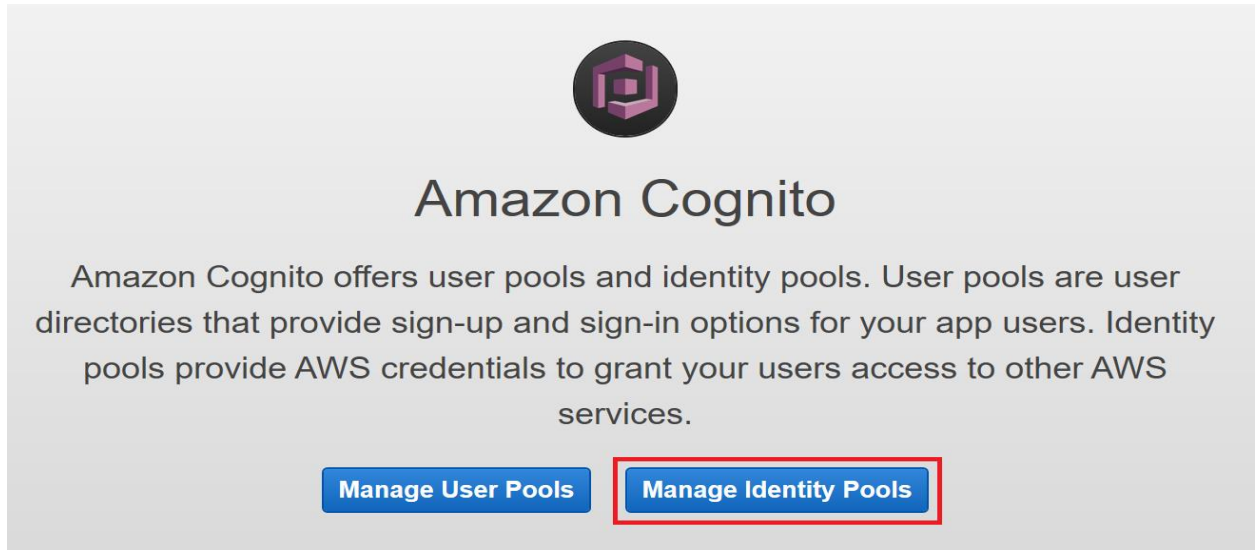 Amazon Cognito
Amazon Cognito offers user pools and identity pools. User pools are user
directories that provide sign-up and sign-in options for your app users. Identity
pools provide AWS credentials to grant your users access to other AWS
services.
Manage User Pools Manage Identity Pools